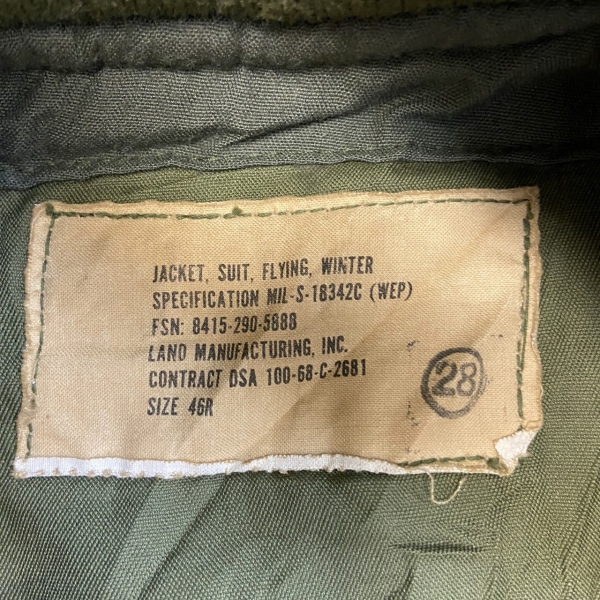 JACKET, SUIT, FLYING, WINTER
SPECIFICATION MIL-S-18342C (WEP)
FSN: 8415-290-5888
LAND MANUFACTURING, INC.
CONTRACT DSA 100-68-C-2681
SIZE 46R
28